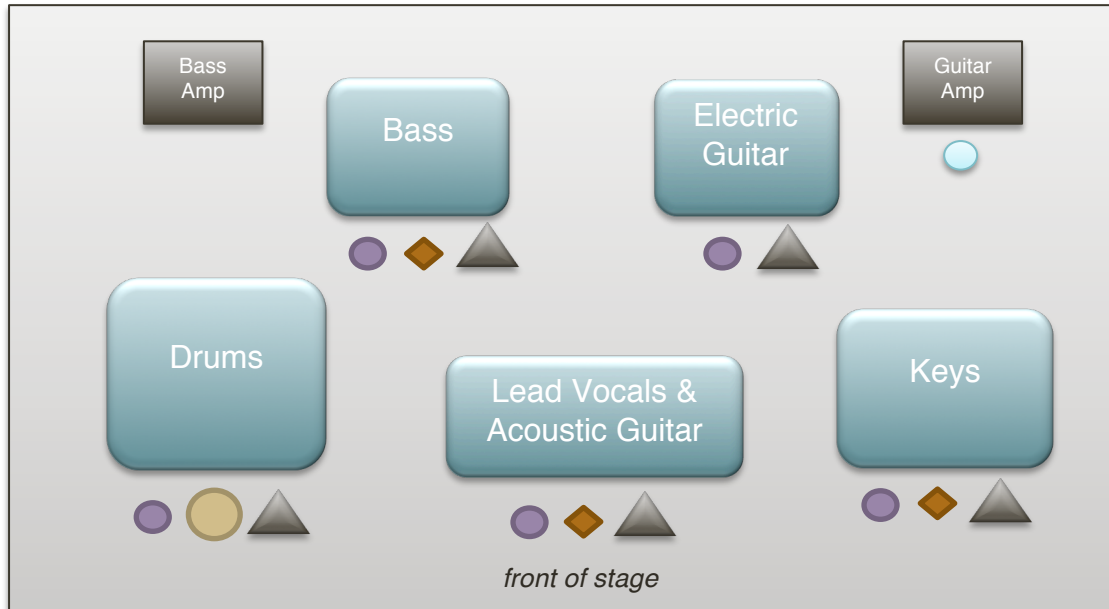 Bass
Amp
Bass
Electric
Guitar
Guitar
Amp
Drums
Lead Vocals &
Acoustic Guitar
Keys
front of stage